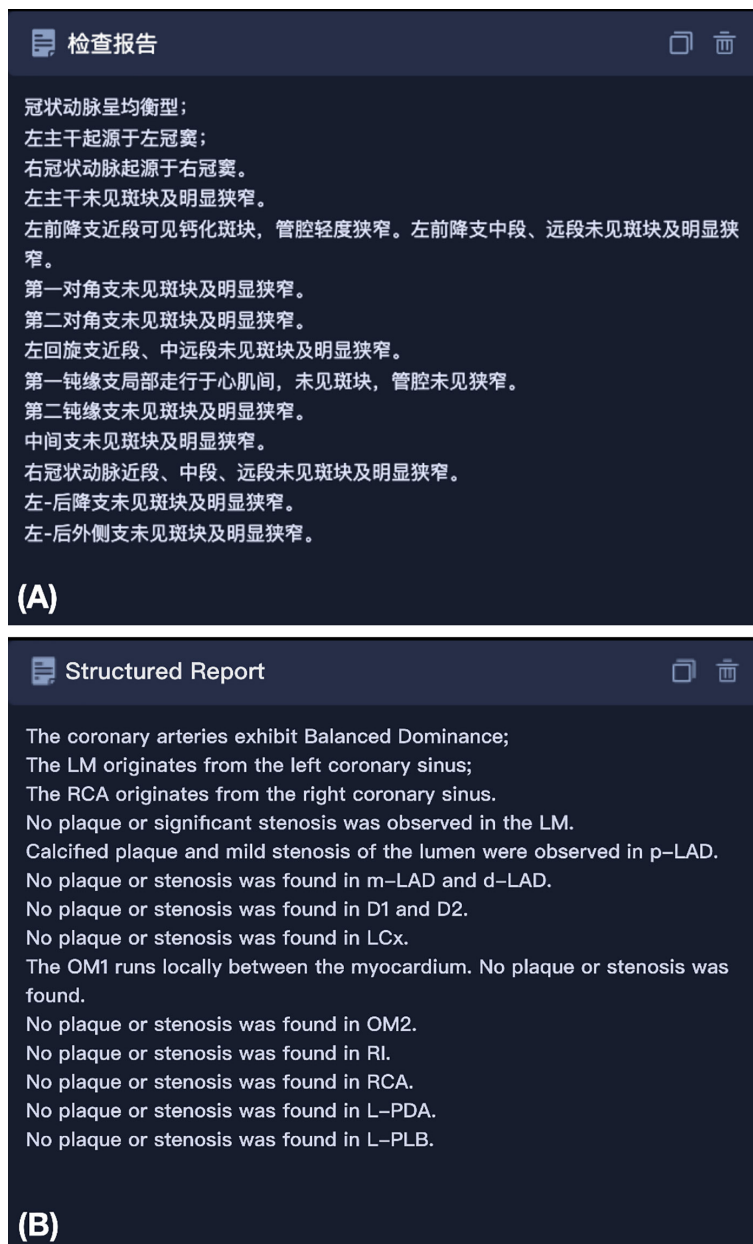 检查报告
冠状动脉呈均衡型；
左主干起源于左冠窦；
右冠状动脉起源于右冠窦。
左主干未见斑块及明显狭窄。
左前降支近段可见钙化斑块，管腔轻度狭窄。左前降支中段、远段未见斑块及明显狭
窄。
第一对角支未见斑块及明显狭窄。
第二对角支未见斑块及明显狭窄。
左回旋支近段、中远段未见斑块及明显狭窄。
第一钝缘支局部走行于心肌间，未见斑块，管腔未见狭窄。
第二钝缘支未见斑块及明显狭窄。
中间支未见斑块及明显狭窄。
右冠状动脉近段、中段、远段未见斑块及明显狭窄。
左-后降支未见斑块及明显狭窄。
左-后外侧支未见斑块及明显狭窄。
(A)
Structured Report
The coronary arteries exhibit Balanced Dominance;
The LM originates from the left coronary sinus;
The RCA originates from the right coronary sinus.
No plaque or significant stenosis was observed in the LM.
Calcified plaque and mild stenosis of the lumen were observed in p-LAD.
No plaque or stenosis was found in m-LAD and d-LAD.
No plaque or stenosis was found in D1 and D2.
No plaque or stenosis was found in LCx.
The OM1 runs locally between the myocardium. No plaque or stenosis was
found.
No plaque or stenosis was found in OM2.
No plaque or stenosis was found in RI.
No plaque or stenosis was found in RCA.
No plaque or stenosis was found in L-PDA.
No plaque or stenosis was found in L-PLB.
(B)